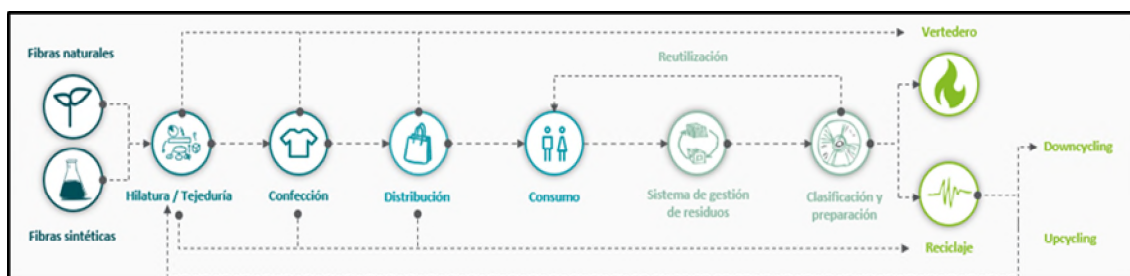 Fibras naturales
Fibras sintéticas
Hilatura / Tejeduría
Confección
Distribución
Consumo
Reutilización
Sistema de gestión
de residuos
Clasificación y
preparación
Vertedero
Reciclaje
Downcycling
Upcycling